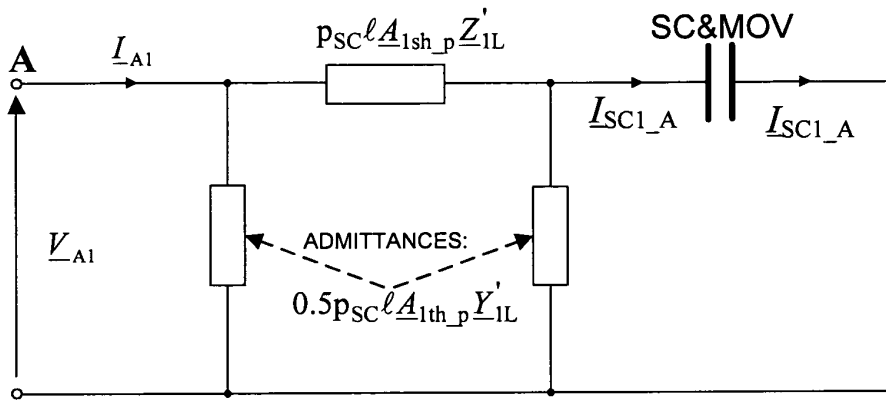 p_SC ℓ A_1sh_p Z'_1L
SC&MOV
A
I_A1
I_SC1_A
I_SC1_A
V_A1
ADMITTANCES:
0.5p_SC ℓ A_1th_p Y'_1L